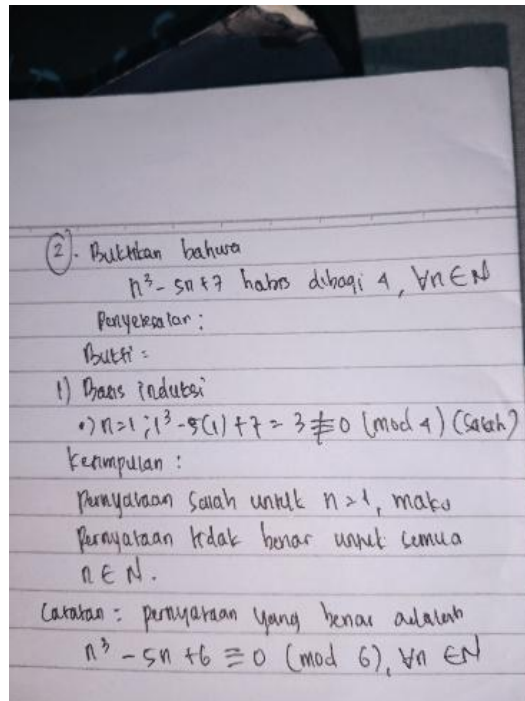 2. Buktikan bahwa
n³ - 5n + 7 habis dibagi 4, ∀n ∈ N
Penyelesaian :
Bukti =
1) Basis induksi
•) n=1 ; 1³ - 5(1) + 7 = 3 ≢ 0 (mod 4) (Salah)
Kesimpulan :
Pernyataan salah untuk n=1, maka
Pernyataan tidak benar untuk semua
n ∈ N.
Catatan = pernyataan yang benar adalah
n³ - 5n + 6 ≡ 0 (mod 6), ∀n ∈ N